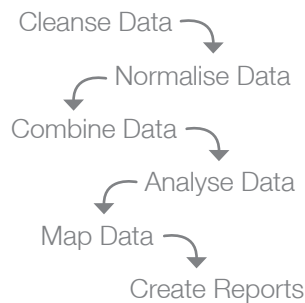 Cleanse Data
Normalise Data
Combine Data
Analyse Data
Map Data
Create Reports